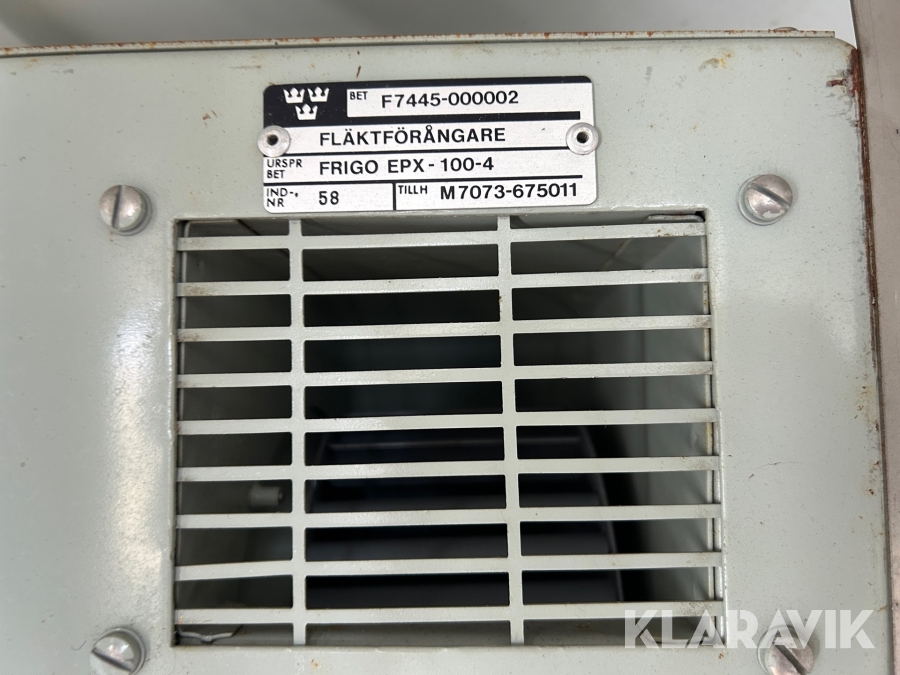 BET F7445-000002
FLÄKTFÖRÅNGARE
URSPR BET FRIGO EPX-100-4
IND-NR 58 TILLH M7073-675011
KLARAVIK